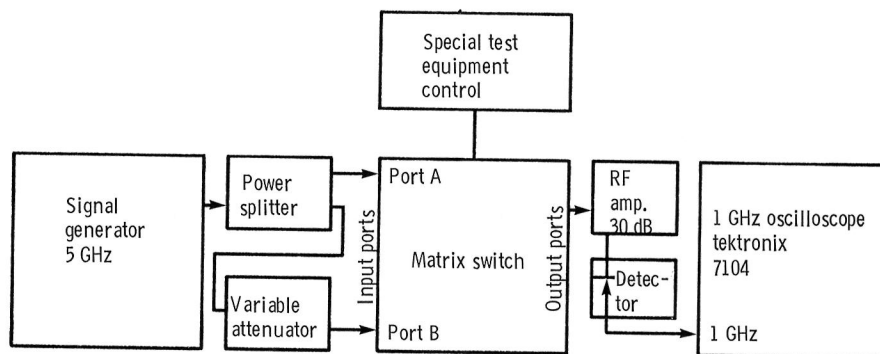 Special test
equipment
control
Signal
generator
5 GHz
Power
splitter
Variable
attenuator
Port A
Input ports
Matrix switch
Output ports
Port B
RF
amp.
30 dB
Detec-
tor
1 GHz oscilloscope
tektronix
7104
1 GHz